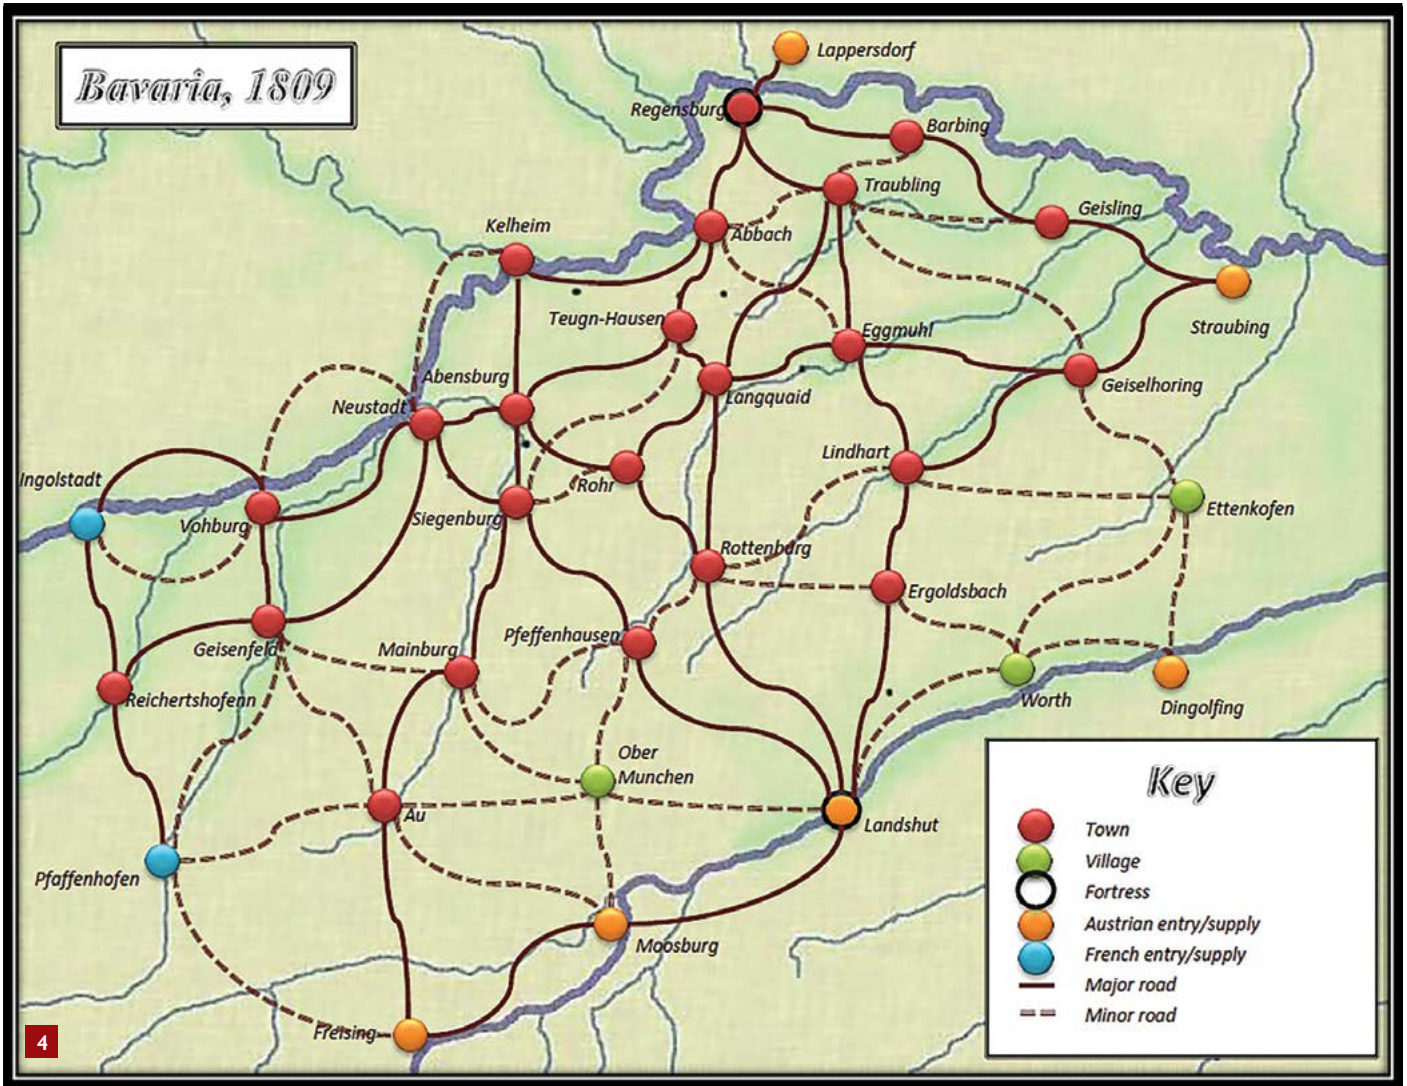 Bavaria, 1809
Lappersdorf
Regensburg
Barbing
Traubling
Geisling
Kelheim
Abbach
Straubing
Teugn-Hausen
Eggmuhl
Abensburg
Geiselhoring
Langquaid
Neustadt
Lindhart
Ingolstadt
Rohr
Ettenkofen
Vohburg
Siegenburg
Rottenburg
Ergoldsbach
Geisenfeld
Mainburg
Pfeffenhausen
Reichertshofenn
Worth
Dingolfing
Ober
Munchen
Au
Landshut
Pfaffenhofen
Moosburg
Freising
Key
Town
Village
Fortress
Austrian entry/supply
French entry/supply
Major road
Minor road
4